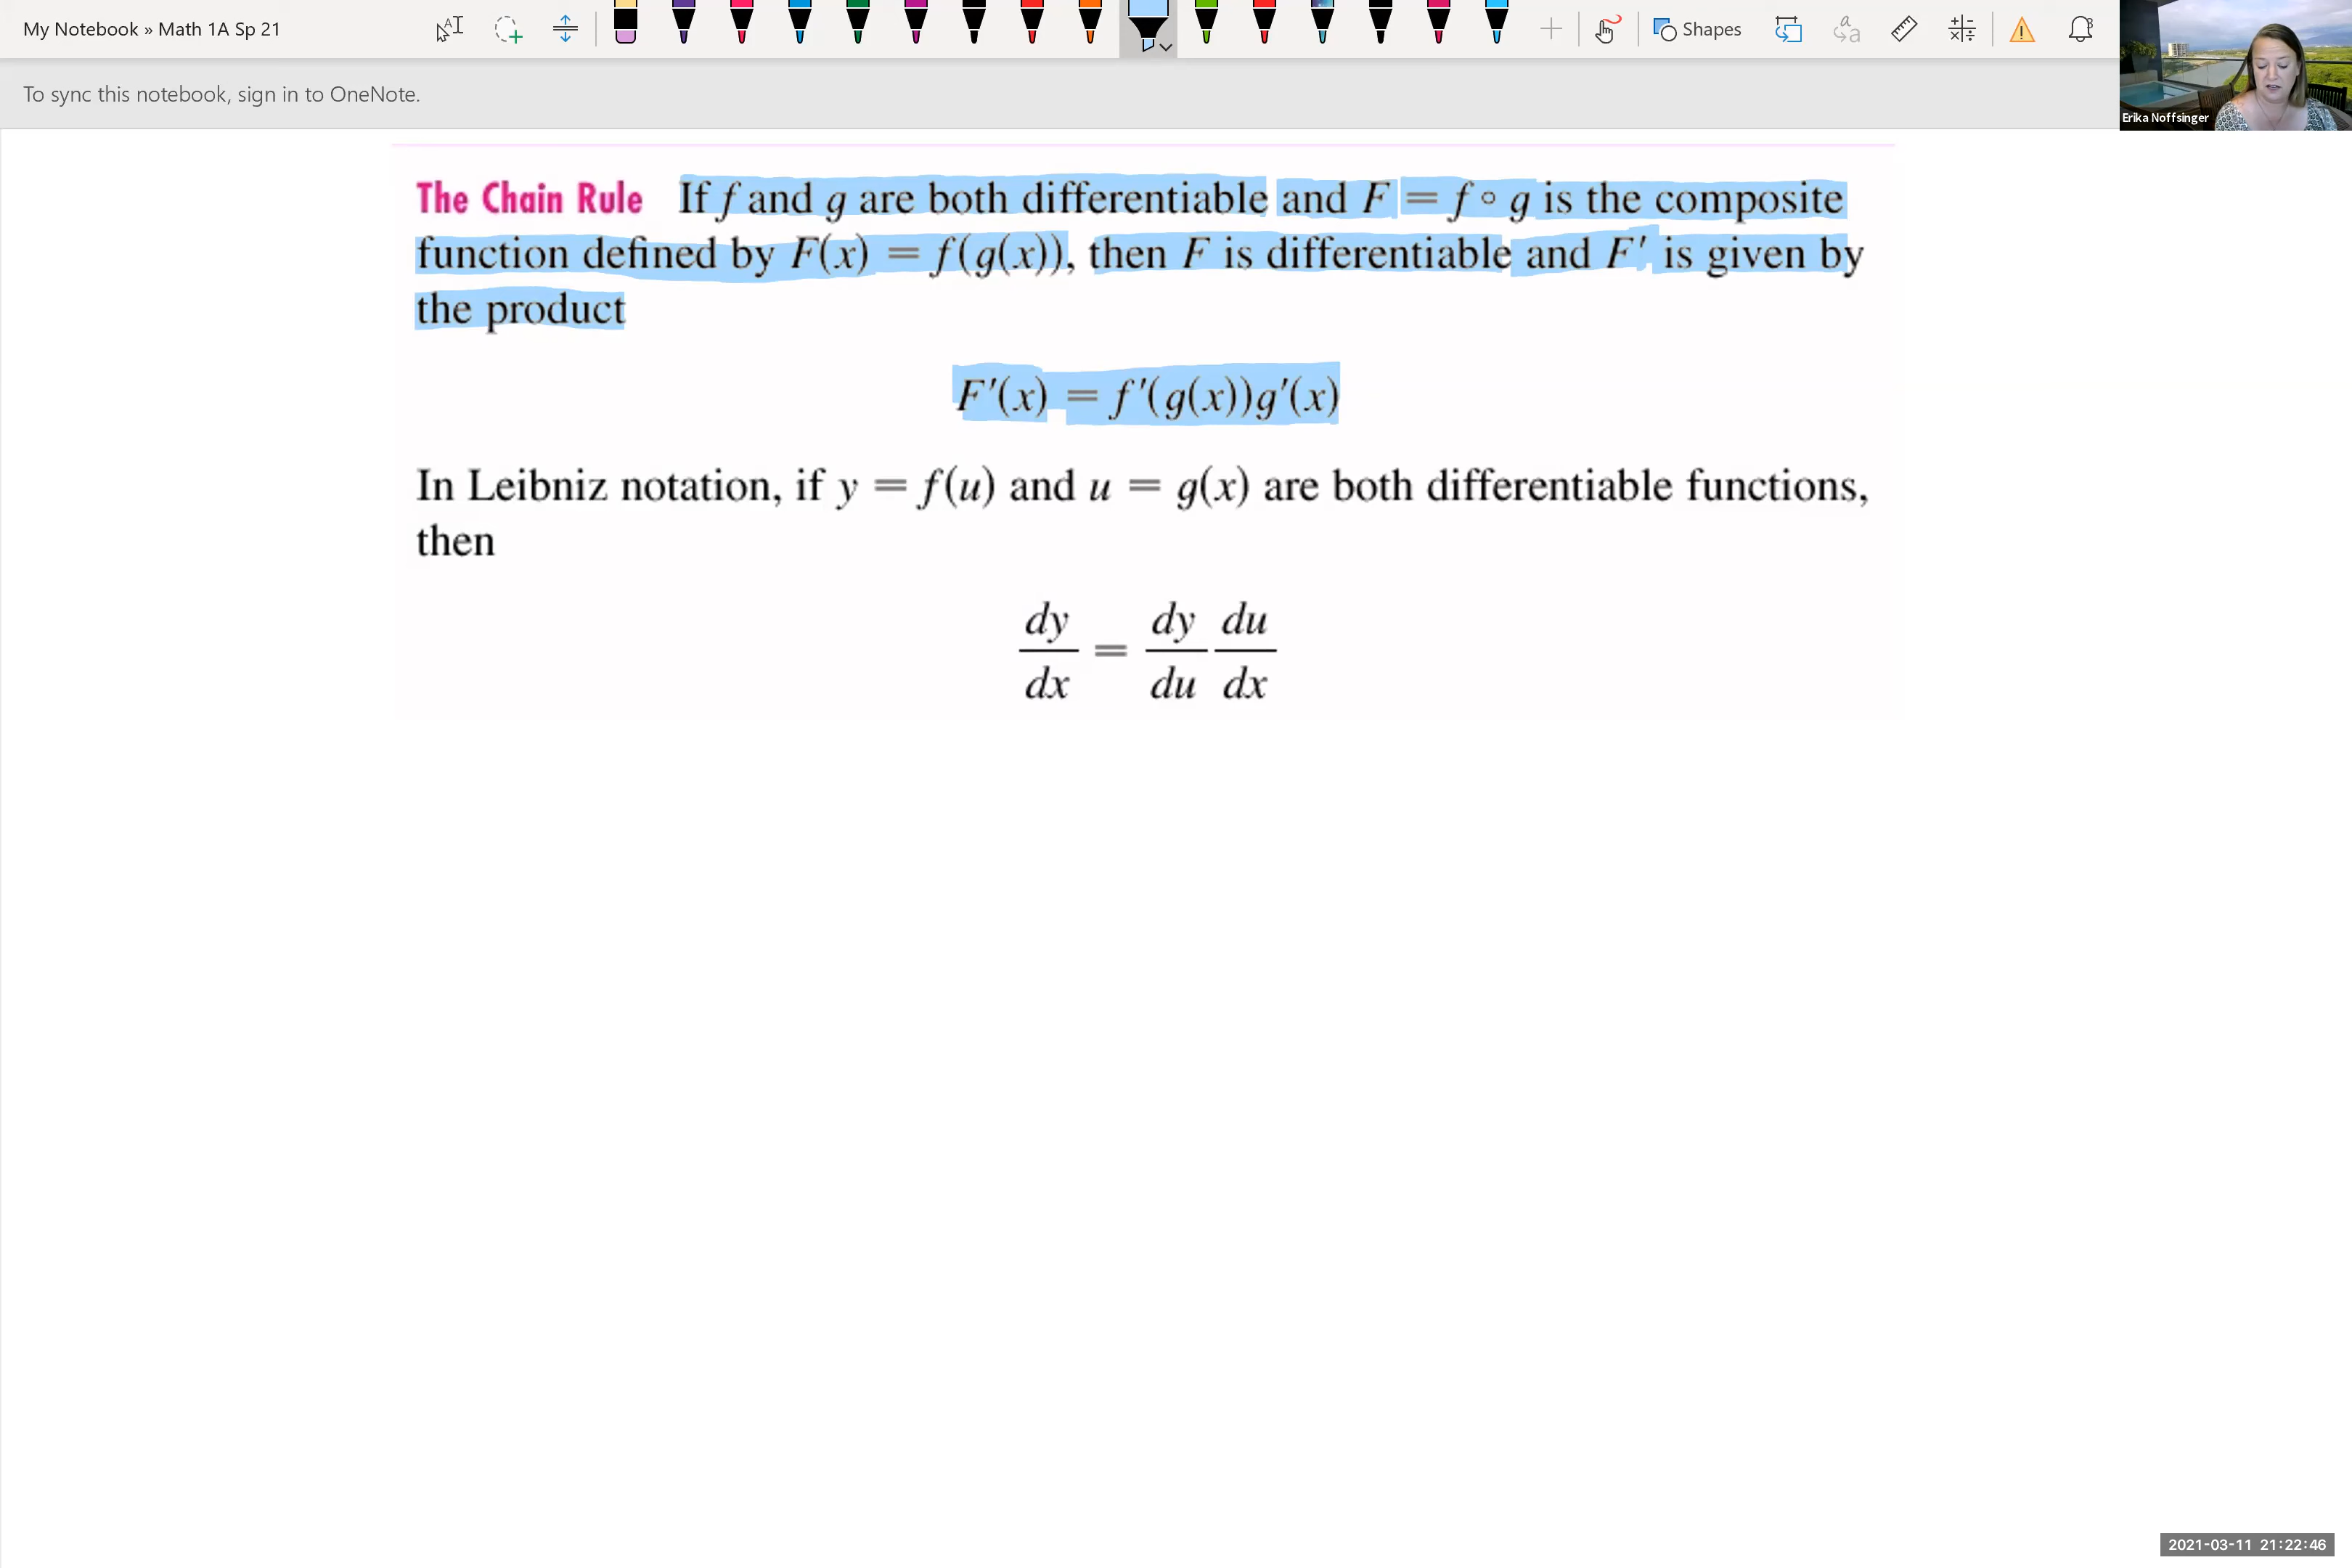 My Notebook » Math 1A Sp 21
Shapes
3
To sync this notebook, sign in to OneNote.
Erika Noffsinger
The Chain Rule If f and g are both differentiable and F = f ∘ g is the composite
function defined by F(x) = f(g(x)), then F is differentiable and F′ is given by
the product
F′(x) = f′(g(x))g′(x)
In Leibniz notation, if y = f(u) and u = g(x) are both differentiable functions,
then
dy/dx = dy/du du/dx
2021-03-11 21:22:46